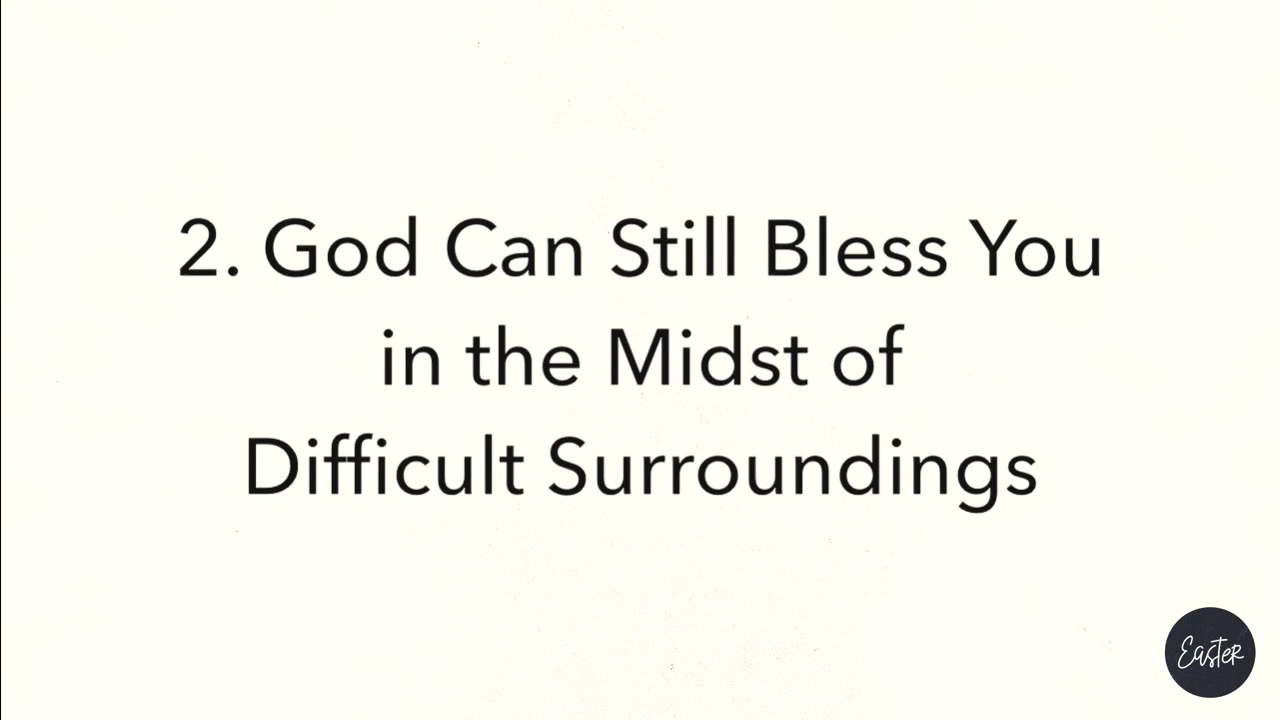 2. God Can Still Bless You
in the Midst of
Difficult Surroundings
Easter